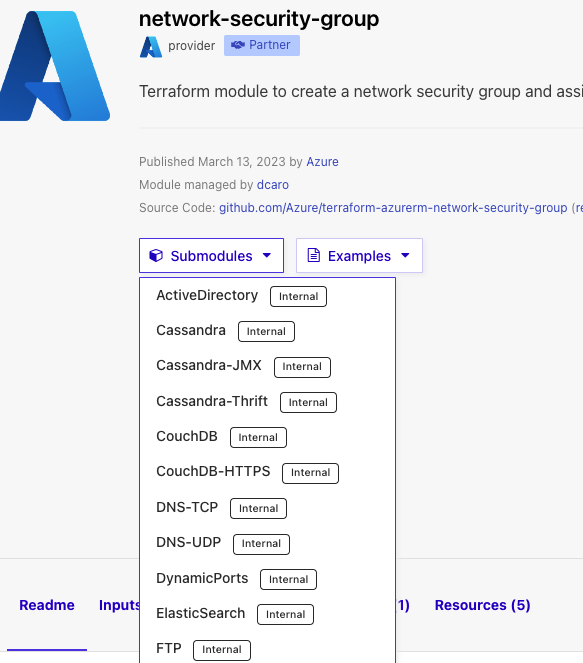 network-security-group
provider Partner
Terraform module to create a network security group and assi
Published March 13, 2023 by Azure
Module managed by dcaro
Source Code: github.com/Azure/terraform-azurerm-network-security-group (re
Submodules Examples
ActiveDirectory Internal
Cassandra Internal
Cassandra-JMX Internal
Cassandra-Thrift Internal
CouchDB Internal
CouchDB-HTTPS Internal
DNS-TCP Internal
DNS-UDP Internal
DynamicPorts Internal
ElasticSearch Internal
FTP Internal
Readme Inputs 1) Resources (5)